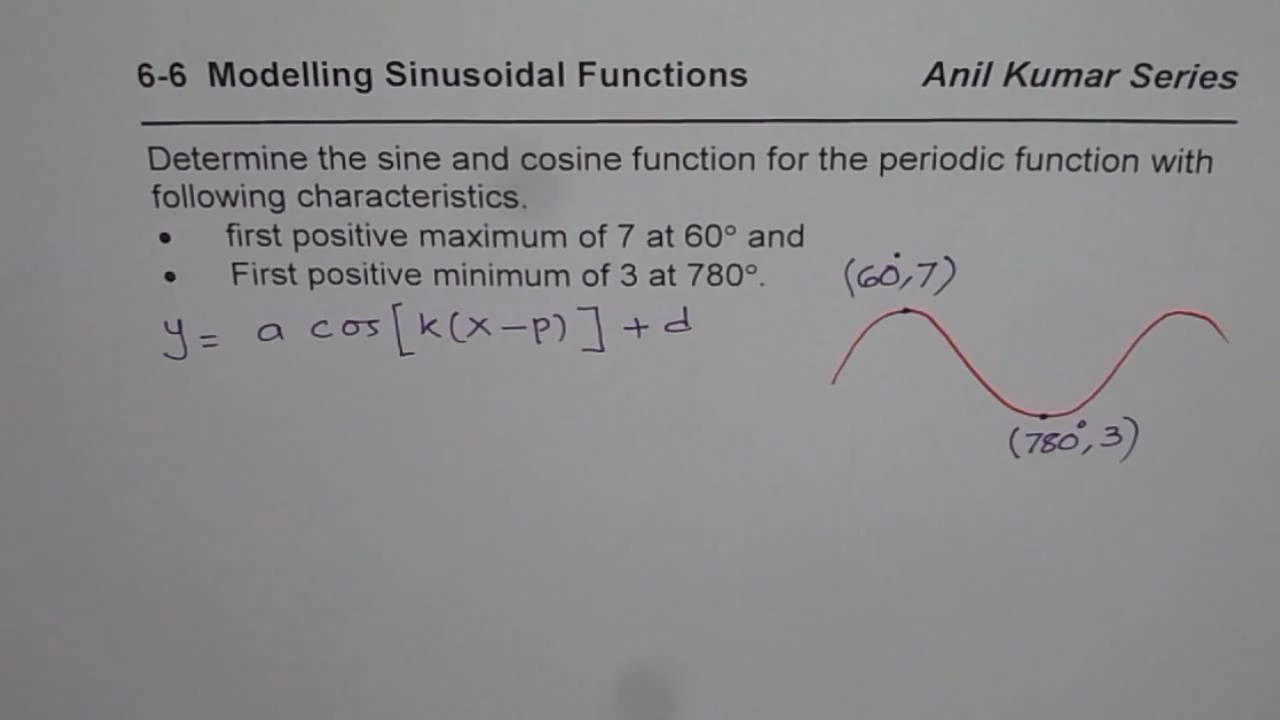 6-6 Modelling Sinusoidal Functions Anil Kumar Series
Determine the sine and cosine function for the periodic function with
following characteristics.
• first positive maximum of 7 at 60° and
• First positive minimum of 3 at 780°.
(60°,7)
y = a cos[k(x-p)] + d
(780°,3)